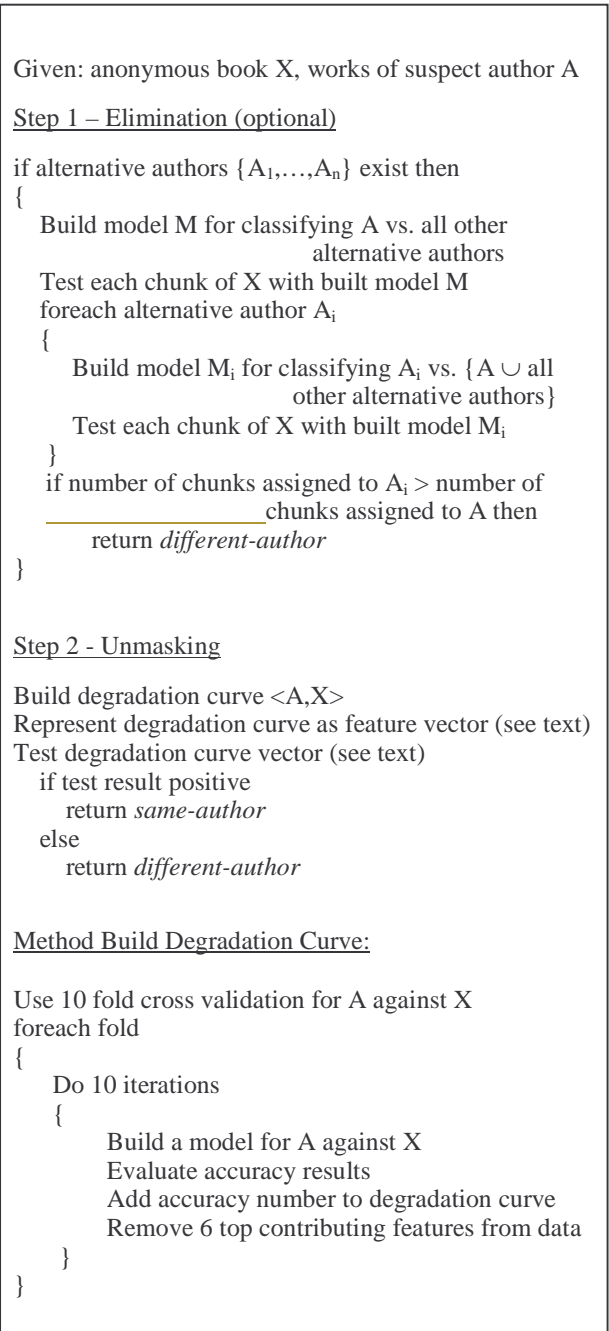 Given: anonymous book X, works of suspect author A
Step 1 – Elimination (optional)
if alternative authors {A1,…,An} exist then
{
Build model M for classifying A vs. all other
alternative authors
Test each chunk of X with built model M
foreach alternative author Ai
{
Build model Mi for classifying Ai vs. {A ∪ all
other alternative authors}
Test each chunk of X with built model Mi
}
if number of chunks assigned to Ai > number of
chunks assigned to A then
return different-author
}
Step 2 - Unmasking
Build degradation curve <A,X>
Represent degradation curve as feature vector (see text)
Test degradation curve vector (see text)
if test result positive
return same-author
else
return different-author
Method Build Degradation Curve:
Use 10 fold cross validation for A against X
foreach fold
{
Do 10 iterations
{
Build a model for A against X
Evaluate accuracy results
Add accuracy number to degradation curve
Remove 6 top contributing features from data
}
}